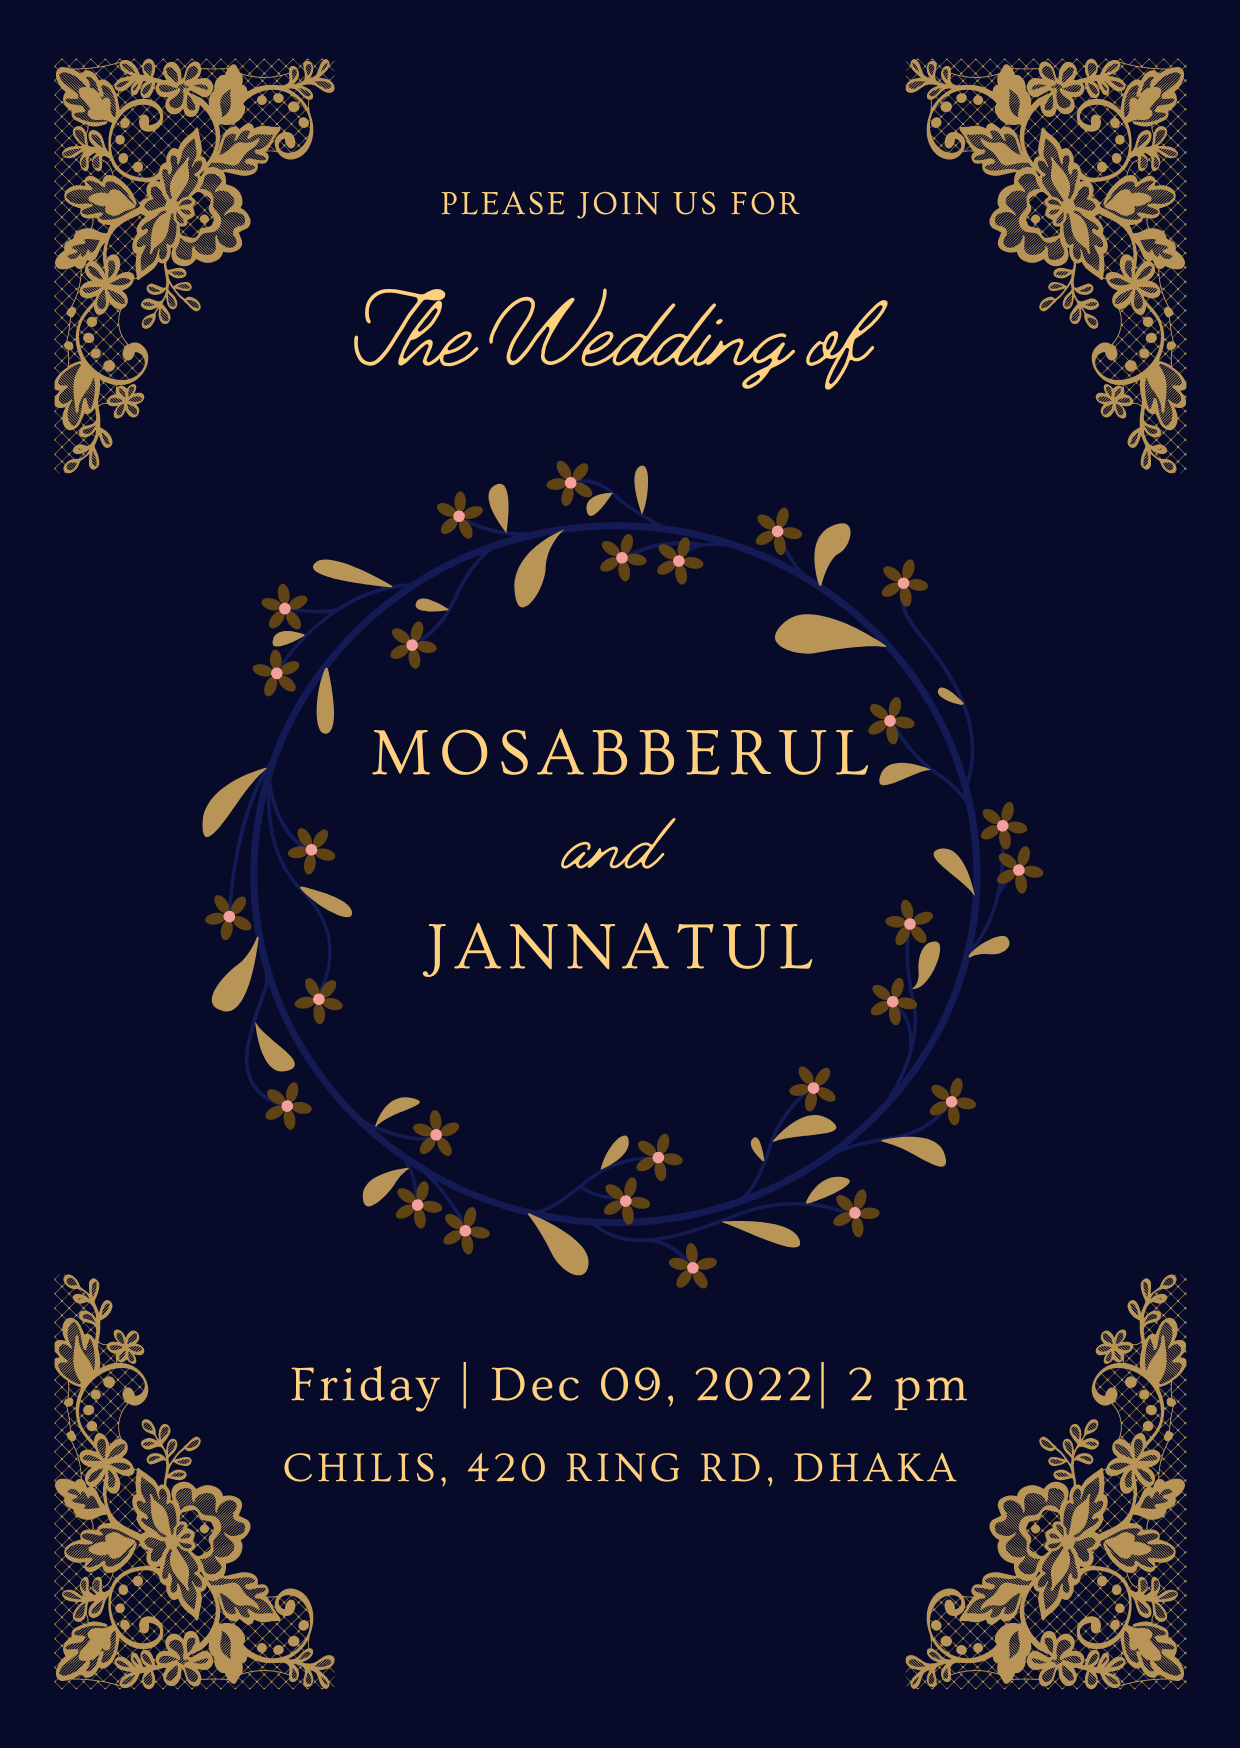 PLEASE JOIN US FOR
The Wedding of
MOSABBERUL
and
JANNATUL
Friday | Dec 09, 2022| 2 pm
CHILIS, 420 RING RD, DHAKA